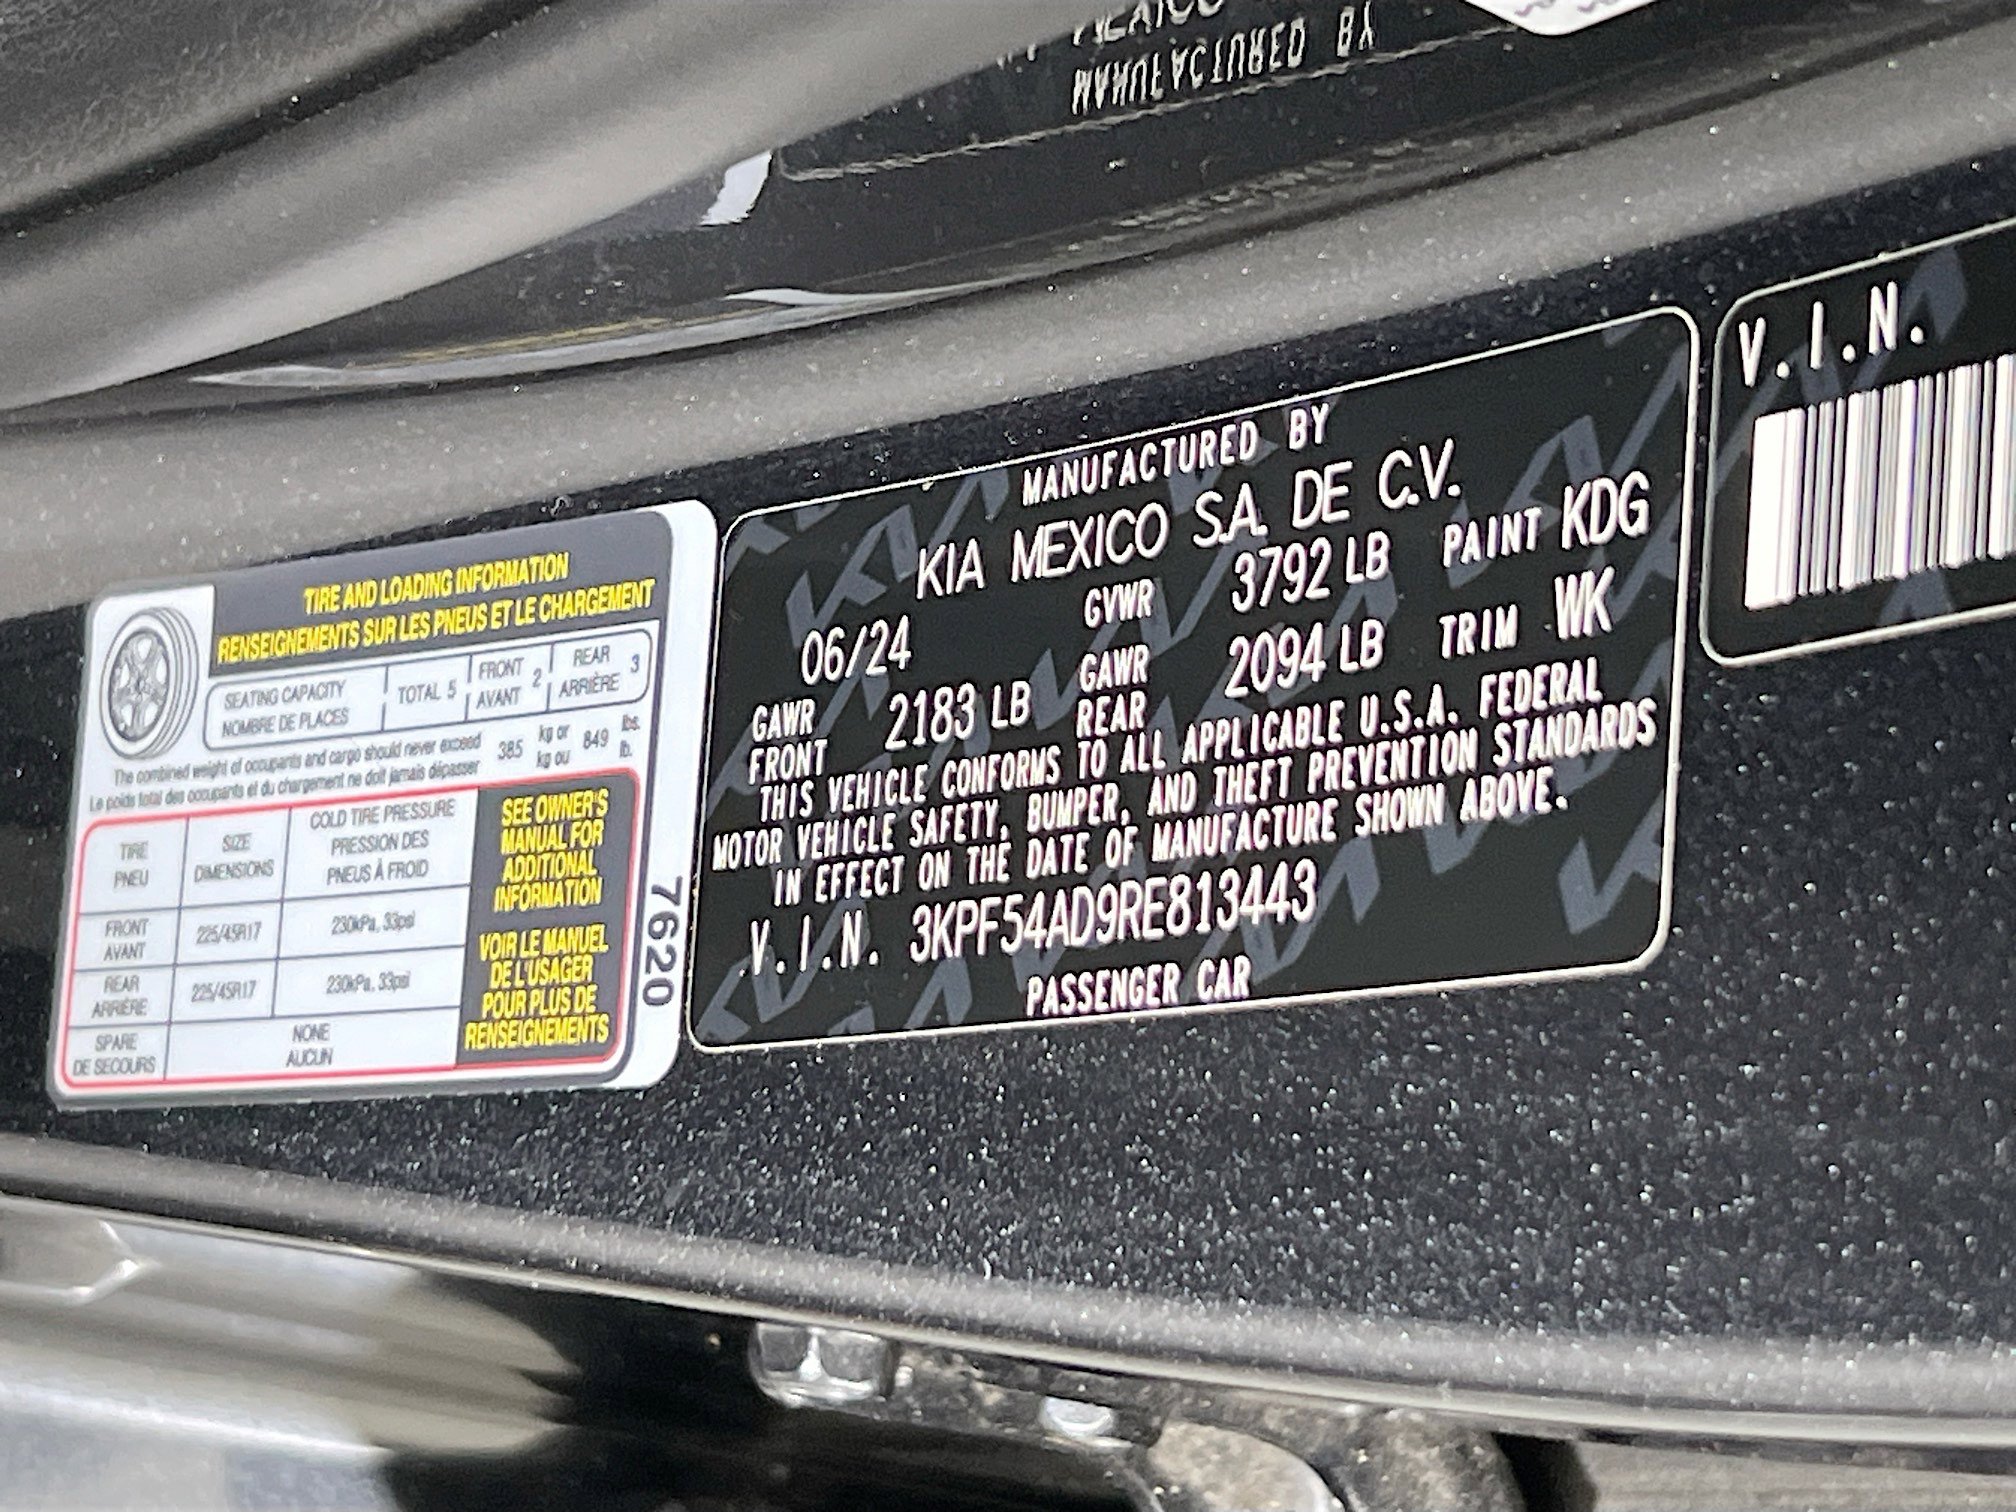 MEXICO
MANUFACTURED BY
TIRE AND LOADING INFORMATION
RENSEIGNEMENTS SUR LES PNEUS ET LE CHARGEMENT
SEATING CAPACITY
NOMBRE DE PLACES
TOTAL 5
FRONT
AVANT
2
REAR
ARRIÈRE
3
The combined weight of occupants and cargo should never exceed
Le poids total des occupants et du chargement ne doit jamais dépasser
385
kg or
kg ou
849
lbs.
lb.
TIRE
PNEU
SIZE
DIMENSIONS
COLD TIRE PRESSURE
PRESSION DES
PNEUS À FROID
FRONT
AVANT
225/45R17
230kPa, 33psi
REAR
ARRIÈRE
225/45R17
230kPa, 33psi
SPARE
DE SECOURS
NONE
AUCUN
SEE OWNER'S
MANUAL FOR
ADDITIONAL
INFORMATION
VOIR LE MANUEL
DE L'USAGER
POUR PLUS DE
RENSEIGNEMENTS
7620
MANUFACTURED BY
KIA MEXICO S.A. DE C.V.
06/24 GVWR 3792 LB PAINT KDG
GAWR
FRONT
2183 LB
GAWR
REAR
2094 LB TRIM WK
THIS VEHICLE CONFORMS TO ALL APPLICABLE U.S.A. FEDERAL
MOTOR VEHICLE SAFETY, BUMPER, AND THEFT PREVENTION STANDARDS
IN EFFECT ON THE DATE OF MANUFACTURE SHOWN ABOVE.
V.I.N. 3KPF54AD9RE813443
PASSENGER CAR
V.I.N.